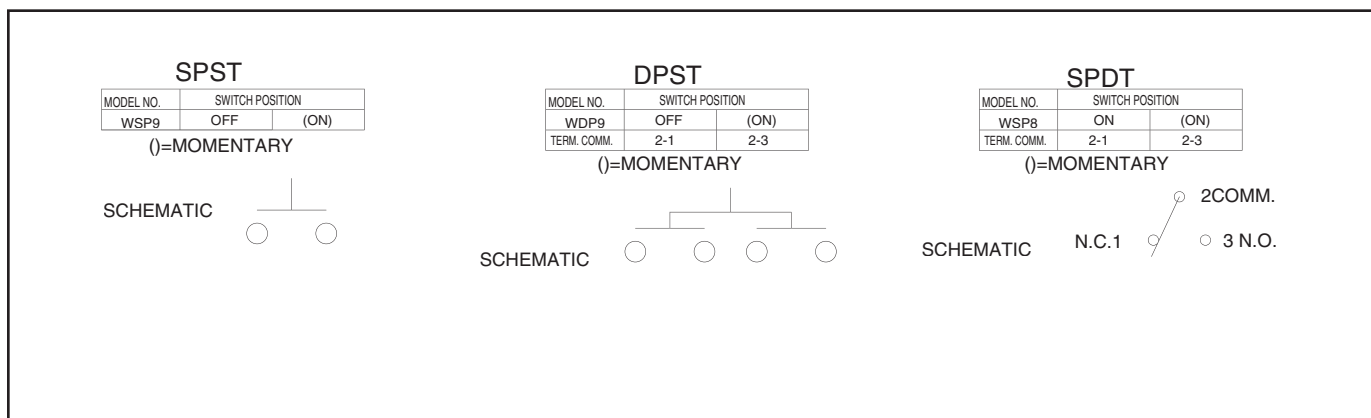 SPST
MODEL NO. SWITCH POSITION
WSP9 OFF (ON)
()=MOMENTARY
SCHEMATIC
DPST
MODEL NO. SWITCH POSITION
WDP9 OFF (ON)
TERM. COMM. 2-1 2-3
()=MOMENTARY
SCHEMATIC
SPDT
MODEL NO. SWITCH POSITION
WSP8 ON (ON)
TERM. COMM. 2-1 2-3
()=MOMENTARY
2COMM.
SCHEMATIC N.C.1 3 N.O.